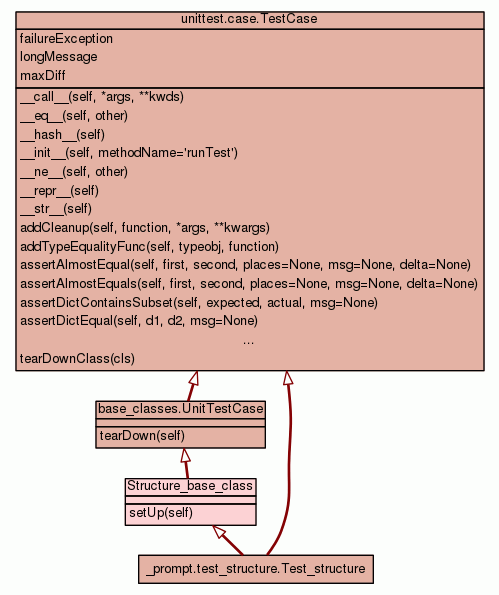 unittest.case.TestCase
failureException
longMessage
maxDiff
__call__(self, *args, **kwds)
__eq__(self, other)
__hash__(self)
__init__(self, methodName='runTest')
__ne__(self, other)
__repr__(self)
__str__(self)
addCleanup(self, function, *args, **kwargs)
addTypeEqualityFunc(self, typeobj, function)
assertAlmostEqual(self, first, second, places=None, msg=None, delta=None)
assertAlmostEquals(self, first, second, places=None, msg=None, delta=None)
assertDictContainsSubset(self, expected, actual, msg=None)
assertDictEqual(self, d1, d2, msg=None)
...
tearDownClass(cls)
base_classes.UnitTestCase
tearDown(self)
Structure_base_class
setUp(self)
_prompt.test_structure.Test_structure